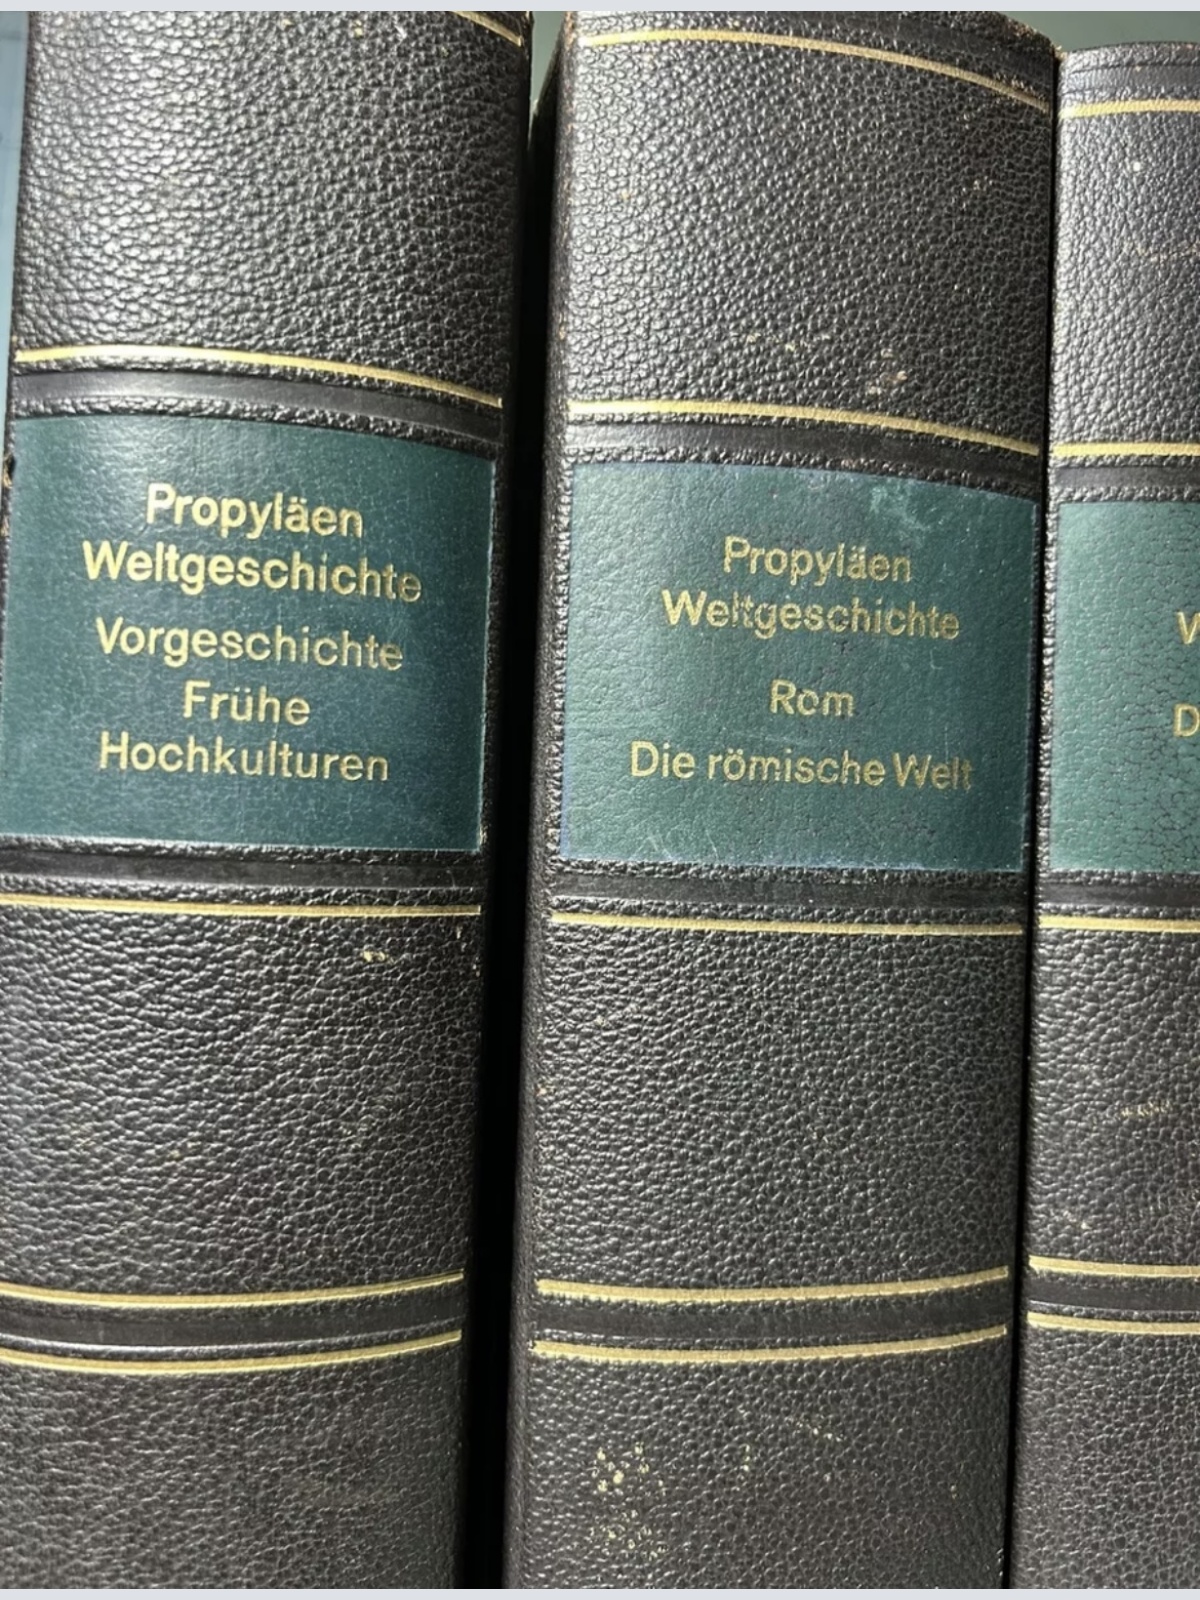 Propyläen
Weltgeschichte
Vorgeschichte
Frühe
Hochkulturen
Propyläen
Weltgeschichte
Rom
Die römische Welt
W
D